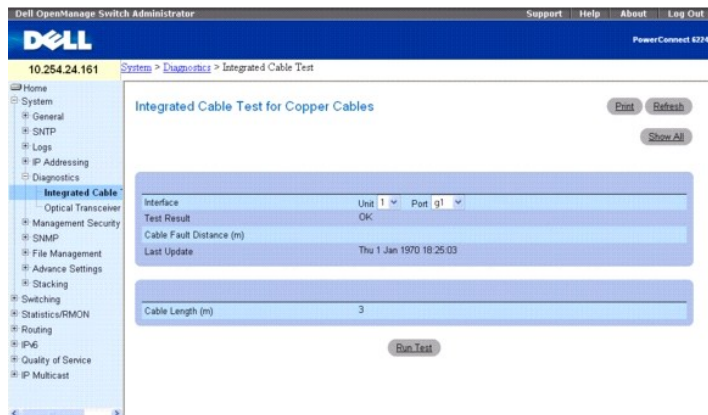 Dell OpenManage Switch Administrator
Support Help About Log Out
DELL
PowerConnect 6224
10.254.24.161
System > Diagnostics > Integrated Cable Test
Home
System
General
SNTP
Logs
IP Addressing
Diagnostics
Integrated Cable
Optical Transceiver
Management Security
SNMP
File Management
Advance Settings
Stacking
Switching
Statistics/RMON
Routing
IPv6
Quality of Service
IP Multicast
Integrated Cable Test for Copper Cables
Print Refresh
Show All
Interface Unit 1 Port g1
Test Result OK
Cable Fault Distance (m)
Last Update Thu 1 Jan 1970 18:25:03
Cable Length (m) 3
Run Test